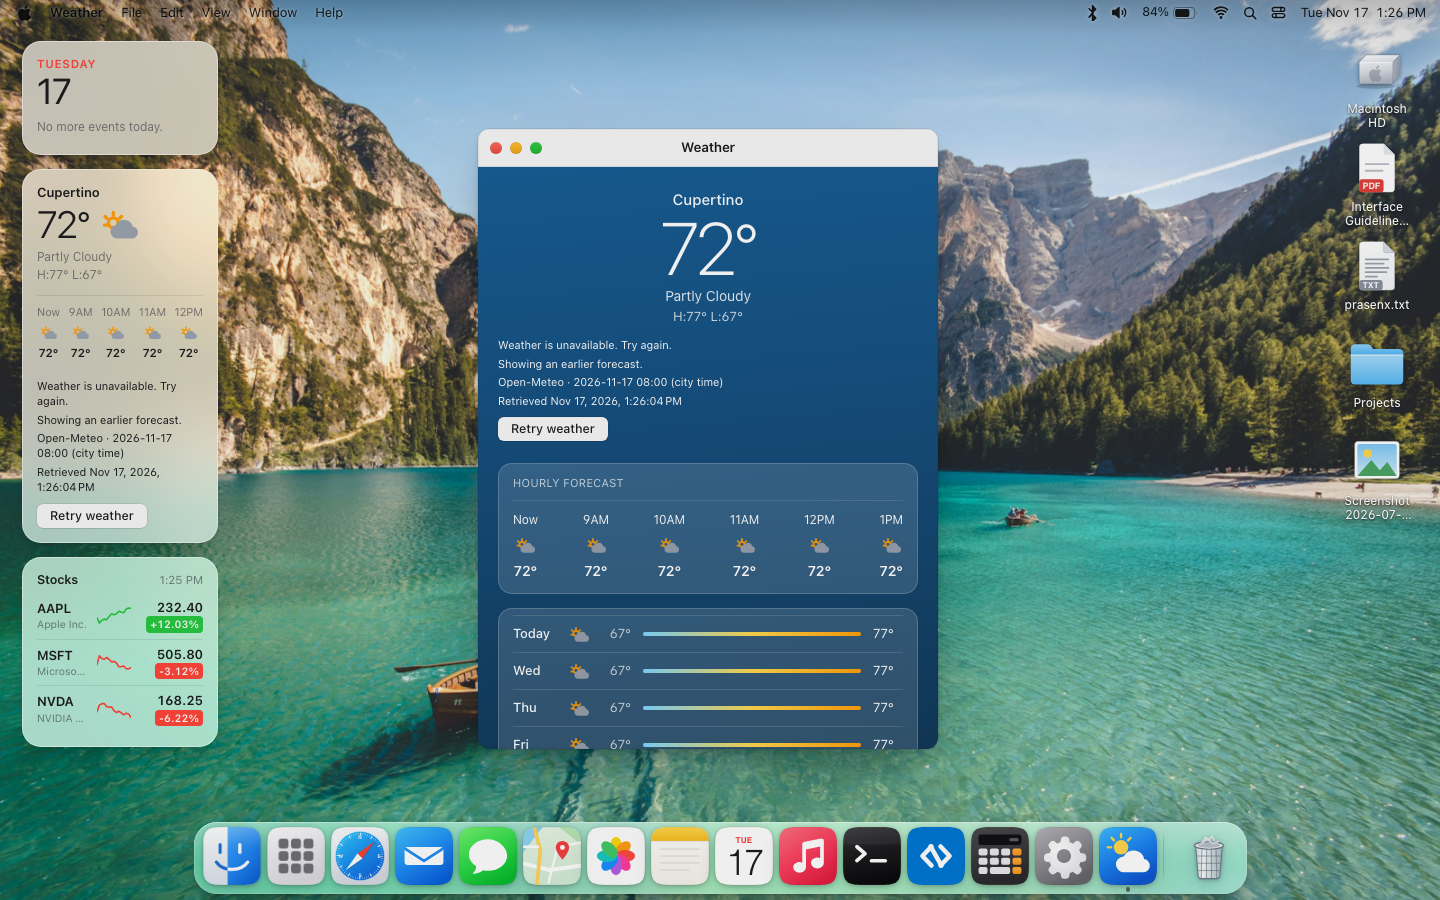 Weather File Edit View Window Help
84% Tue Nov 17 1:26 PM
TUESDAY
17
No more events today.
Cupertino
72°
Partly Cloudy
H:77° L:67°
Now 9AM 10AM 11AM 12PM
72° 72° 72° 72° 72°
Weather is unavailable. Try
again.
Showing an earlier forecast.
Open-Meteo · 2026-11-17
08:00 (city time)
Retrieved Nov 17, 2026,
1:26:04 PM
Retry weather
Stocks 1:25 PM
AAPL 232.40
Apple Inc. +12.03%
MSFT 505.80
Microso... -3.12%
NVDA 168.25
NVIDIA ... -6.22%
Weather
Cupertino
72°
Partly Cloudy
H:77° L:67°
Weather is unavailable. Try again.
Showing an earlier forecast.
Open-Meteo · 2026-11-17 08:00 (city time)
Retrieved Nov 17, 2026, 1:26:04 PM
Retry weather
HOURLY FORECAST
Now 9AM 10AM 11AM 12PM 1PM
72° 72° 72° 72° 72° 72°
Today 67° 77°
Wed 67° 77°
Thu 67° 77°
Fri 67° 77°
Macintosh
HD
PDF
Interface
Guideline...
TXT
prasenx.txt
Projects
Screenshot
2026-07-...
TUE
17